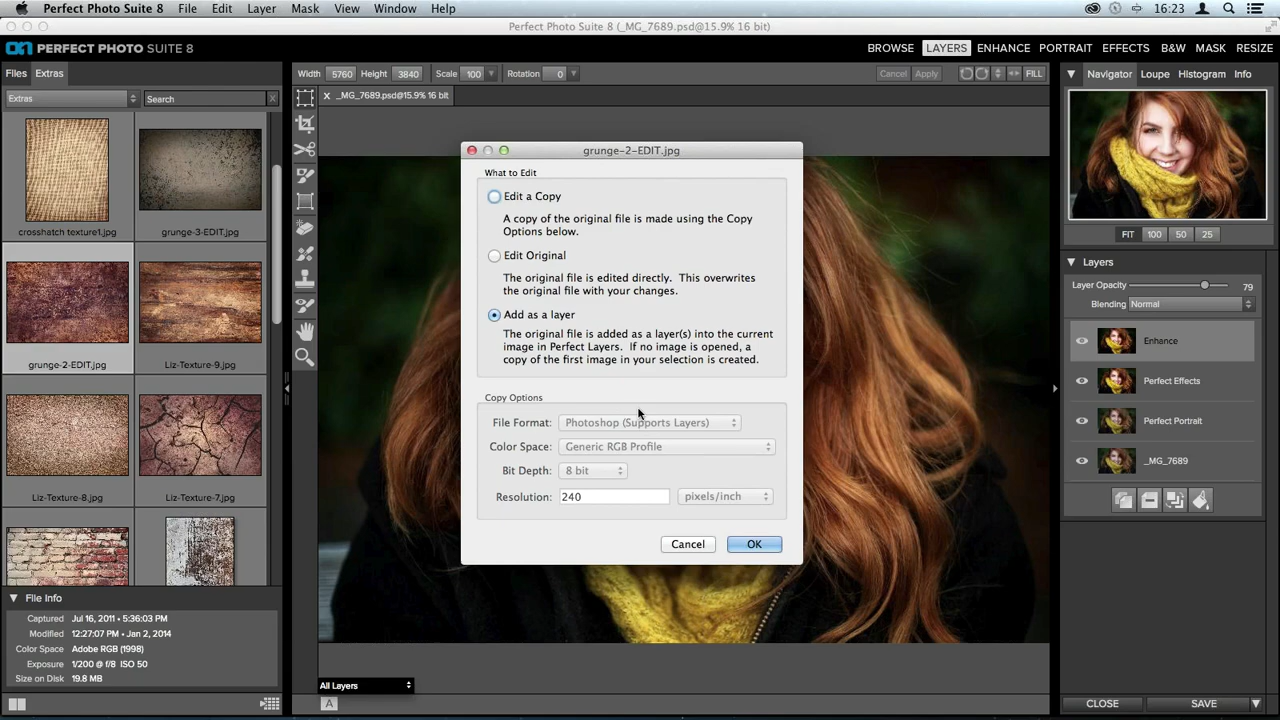 Perfect Photo Suite 8 File Edit Layer Mask View Window Help 16:23
Perfect Photo Suite 8 (_MG_7689.psd@15.9% 16 bit)
PERFECT PHOTO SUITE 8 BROWSE LAYERS ENHANCE PORTRAIT EFFECTS B&W MASK RESIZE
Files Extras Width 5760 Height 3840 Scale 100 Rotation 0 Cancel Apply FILL Navigator Loupe Histogram Info
Extras Search X
X _MG_7689.psd@15.9% 16 bit
crosshatch texture1.jpg
grunge-3-EDIT.jpg
grunge-2-EDIT.jpg
Liz-Texture-9.jpg
Liz-Texture-8.jpg
Liz-Texture-7.jpg
File Info
Captured Jul 16, 2011 • 5:36:03 PM
Modified 12:27:07 PM • Jan 2, 2014
Color Space Adobe RGB (1998)
Exposure 1/200 @ f/8 ISO 50
Size on Disk 19.8 MB
grunge-2-EDIT.jpg
What to Edit
Edit a Copy
A copy of the original file is made using the Copy
Options below.
Edit Original
The original file is edited directly. This overwrites
the original file with your changes.
Add as a layer
The original file is added as a layer(s) into the current
image in Perfect Layers. If no image is opened, a
copy of the first image in your selection is created.
Copy Options
File Format: Photoshop (Supports Layers)
Color Space: Generic RGB Profile
Bit Depth: 8 bit
Resolution: 240 pixels/inch
Cancel OK
All Layers
A
FIT 100 50 25
Layers
Layer Opacity 79
Blending Normal
Enhance
Perfect Effects
Perfect Portrait
_MG_7689
CLOSE SAVE